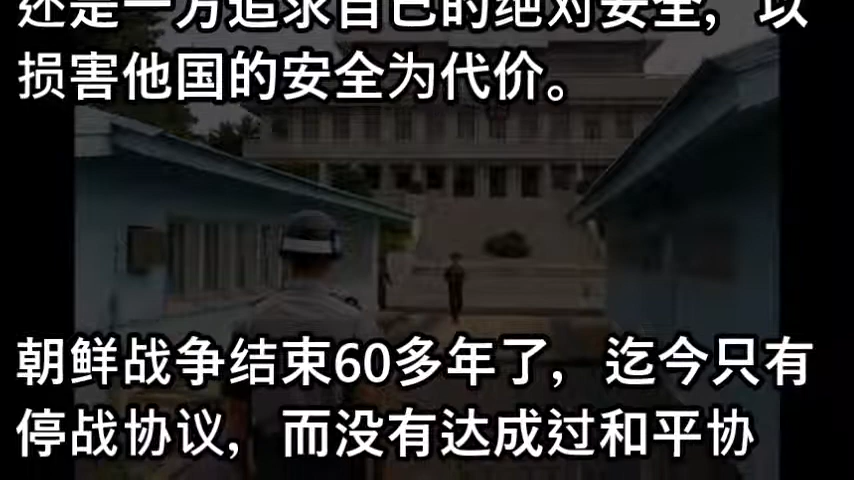 还是一方追求自己的绝对安全，以
损害他国的安全为代价。
朝鲜战争结束60多年了，迄今只有
停战协议，而没有达成过和平协